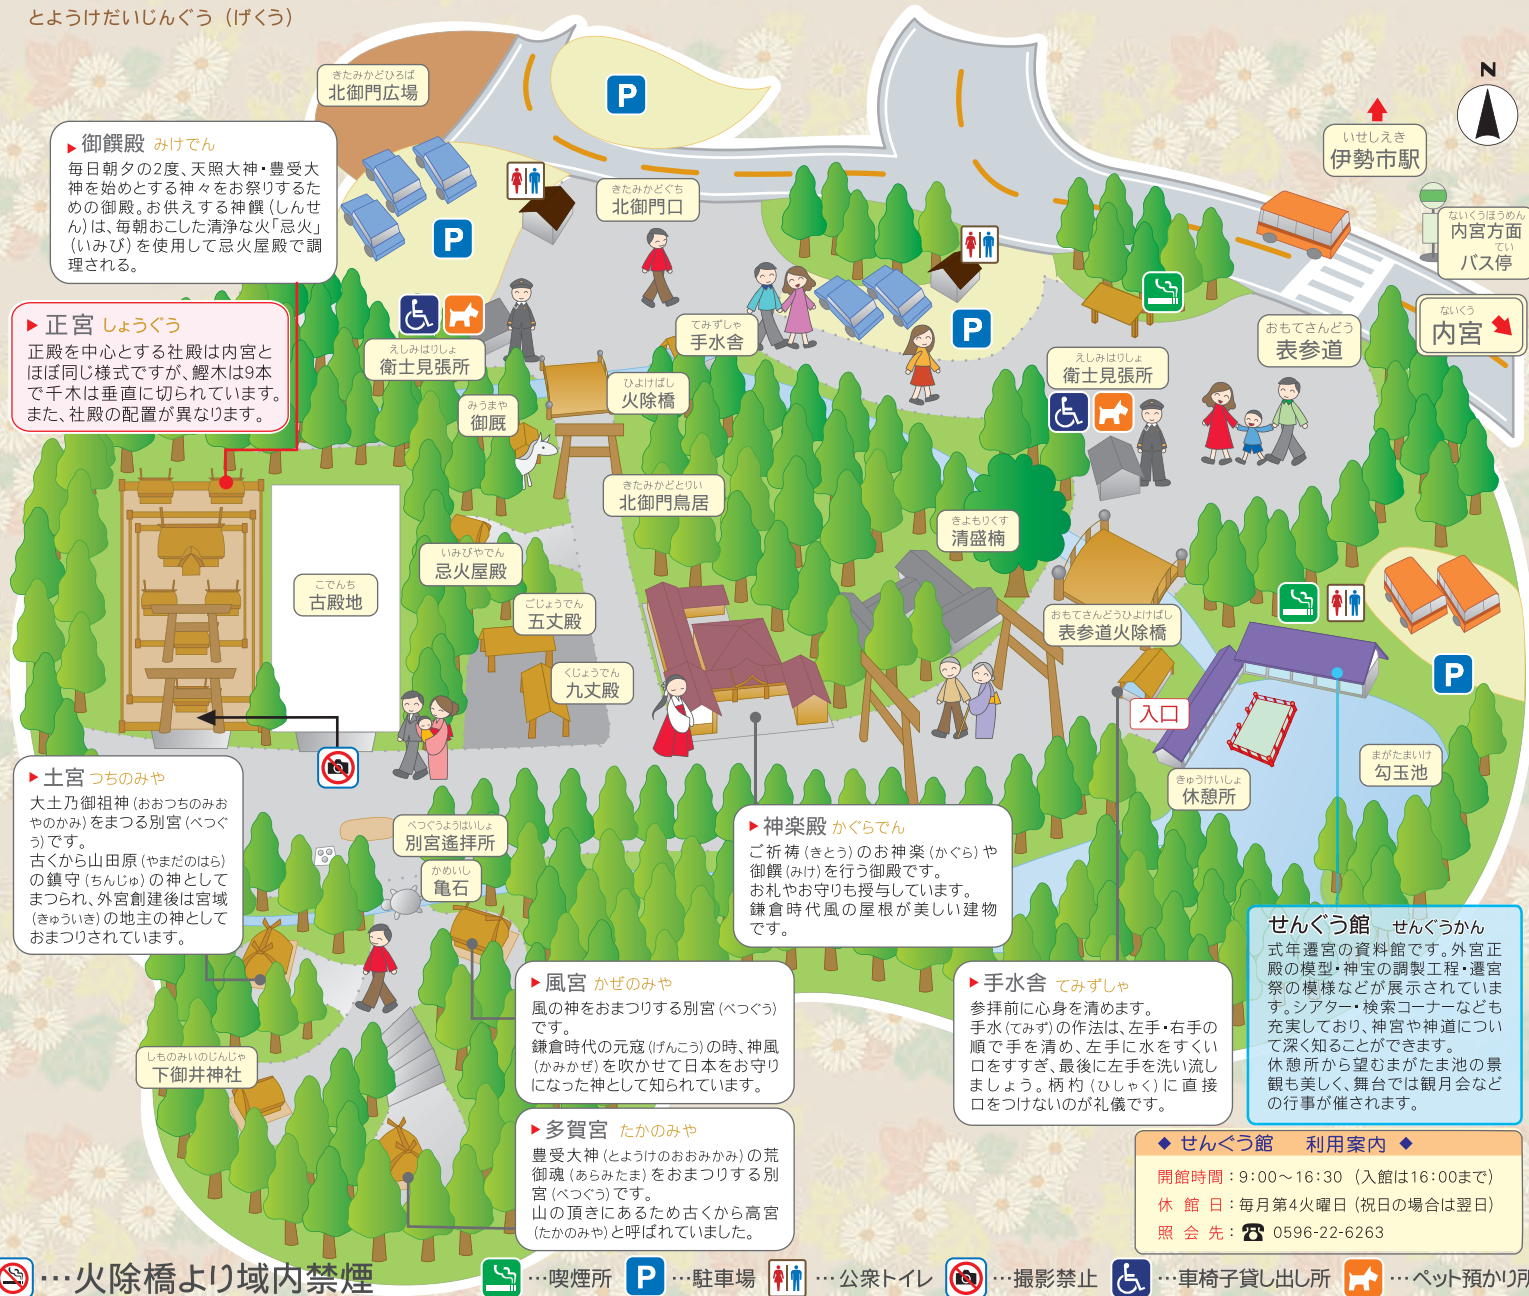 とようけだいじんぐう（げくう）
きたみかどひろば
北御門広場
P
N
いせしえき
伊勢市駅
ないくうほうめん
内宮方面
てい
バス停
御饌殿 みけでん
毎日朝夕の2度、天照大神・豊受大
神を始めとする神々をお祭りするた
めの御殿。お供えする神饌(しんせ
ん)は、毎朝おこした清浄な火「忌火」
(いみび)を使用して忌火屋殿で調
理される。
きたみかどぐち
北御門口
P
P
ないくう
内宮
正宮 しょうぐう
正殿を中心とする社殿は内宮と
ほぼ同じ様式ですが、鰹木は9本
で千木は垂直に切られています。
また、社殿の配置が異なります。
えしみはりしょ
衛士見張所
てみずしゃ
手水舎
おもてさんどう
表参道
えしみはりしょ
衛士見張所
ひよけばし
火除橋
みうまや
御厩
きたみかどとりい
北御門鳥居
きよもりくす
清盛楠
いみびやでん
忌火屋殿
こでんち
古殿地
ごじょうでん
五丈殿
おもてさんどうひよけばし
表参道火除橋
くじょうでん
九丈殿
P
入口
まがたまいけ
勾玉池
きゅうけいしょ
休憩所
土宮 つちのみや
大土乃御祖神(おおつちのみお
やのかみ)をまつる別宮(べつぐ
う)です。
古くから山田原(やまだのはら)
の鎮守(ちんじゅ)の神として
まつられ、外宮創建後は宮域
(きゅういき)の地主の神として
おまつりされています。
べつぐうようはいしょ
別宮遙拝所
かめいし
亀石
神楽殿 かぐらでん
ご祈祷(きとう)のお神楽(かぐら)や
御饌(みけ)を行う御殿です。
お札やお守りも授与しています。
鎌倉時代風の屋根が美しい建物
です。
せんぐう館 せんぐうかん
式年遷宮の資料館です。外宮正
殿の模型・神宝の調製工程・遷宮
祭の模様などが展示されていま
す。シアター・検索コーナーなども
充実しており、神宮や神道につい
て深く知ることができます。
休憩所から望むまがたま池の景
観も美しく、舞台では観月会など
の行事が催されます。
風宮 かぜのみや
風の神をおまつりする別宮(べつぐう)
です。
鎌倉時代の元寇(げんこう)の時、神風
(かみかぜ)を吹かせて日本をお守り
になった神として知られています。
手水舎 てみずしゃ
参拝前に心身を清めます。
手水(てみず)の作法は、左手・右手の
順で手を清め、左手に水をすくい
口をすすぎ、最後に左手を洗い流し
ましょう。柄杓(ひしゃく)に直接
口をつけないのが礼儀です。
しものみいのじんじゃ
下御井神社
多賀宮 たかのみや
豊受大神(とようけのおおみかみ)の荒
御魂(あらみたま)をおまつりする別
宮(べつぐう)です。
山の頂きにあるため古くから高宮
(たかのみや)と呼ばれていました。
◆ せんぐう館 利用案内 ◆
開館時間：9:00〜16:30 （入館は16:00まで）
休館日：毎月第4火曜日（祝日の場合は翌日）
照会先：☎ 0596-22-6263
…火除橋より域内禁煙 …喫煙所 P …駐車場 …公衆トイレ …撮影禁止 …車椅子貸し出し所 …ペット預かり所